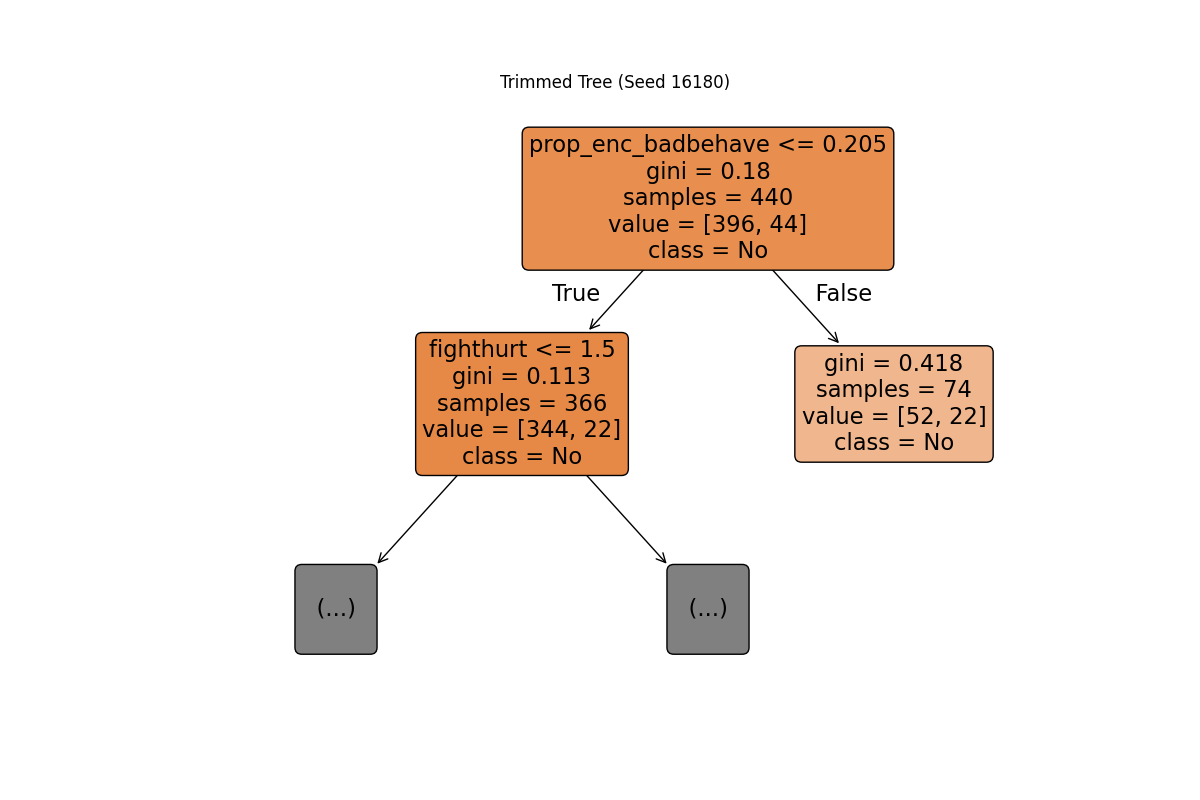 Trimmed Tree (Seed 16180)
prop_enc_badbehave <= 0.205
gini = 0.18
samples = 440
value = [396, 44]
class = No
True
False
fighthurt <= 1.5
gini = 0.113
samples = 366
value = [344, 22]
class = No
gini = 0.418
samples = 74
value = [52, 22]
class = No
(...)
(...)